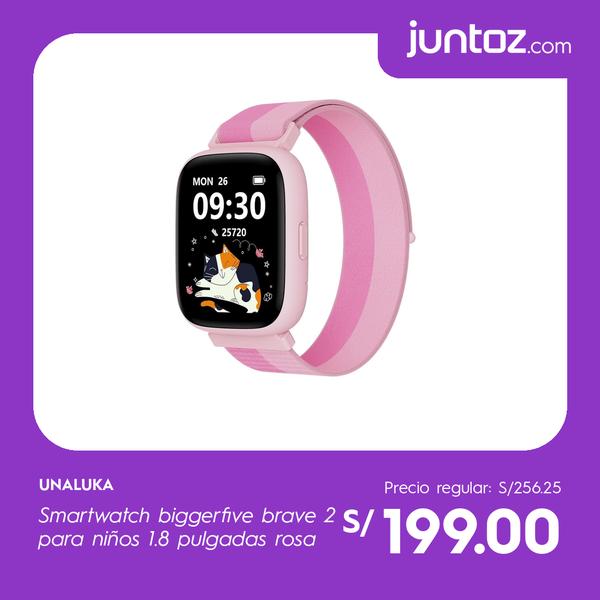 juntoz.com
MON 26
09:30
25720
UNALUKA
Smartwatch biggerfive brave 2
para niños 1.8 pulgadas rosa
Precio regular: S/256.25
S/199.00